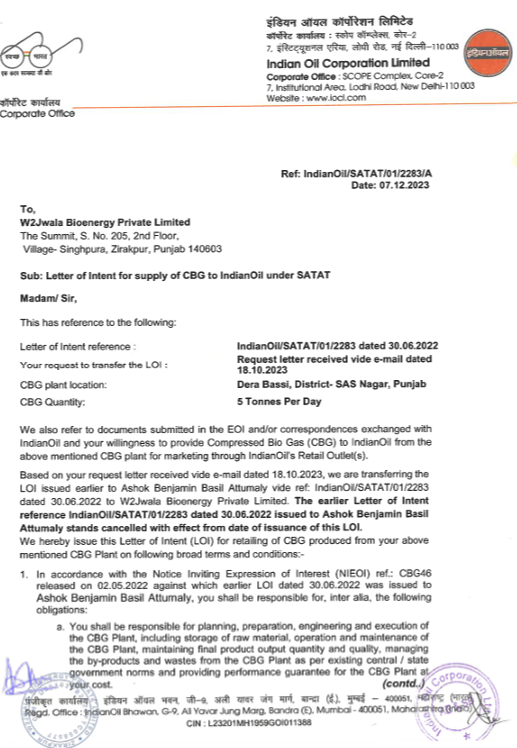 इंडियन ऑयल कॉर्पोरेशन लिमिटेड
कॉर्पोरेट कार्यालय : स्कोप कॉम्प्लेक्स, कोर-2
7, इंस्टिट्यूशनल एरिया, लोधी रोड, नई दिल्ली-110 003
इंडियनऑयल
Indian Oil Corporation Limited
Corporate Office : SCOPE Complex, Core-2
7, Institutional Area, Lodhi Road, New Delhi-110 003
Website : www.iocl.com
स्वच्छ भारत
एक कदम स्वच्छता की ओर
कॉर्पोरेट कार्यालय
Corporate Office
Ref: IndianOil/SATAT/01/2283/A
Date: 07.12.2023
To,
W2Jwala Bioenergy Private Limited
The Summit, S. No. 205, 2nd Floor,
Village- Singhpura, Zirakpur, Punjab 140603
Sub: Letter of Intent for supply of CBG to IndianOil under SATAT
Madam/ Sir,
This has reference to the following:
Letter of Intent reference : IndianOil/SATAT/01/2283 dated 30.06.2022
Your request to transfer the LOI : Request letter received vide e-mail dated
18.10.2023
CBG plant location: Dera Bassi, District- SAS Nagar, Punjab
CBG Quantity: 5 Tonnes Per Day
We also refer to documents submitted in the EOI and/or correspondences exchanged with
IndianOil and your willingness to provide Compressed Bio Gas (CBG) to IndianOil from the
above mentioned CBG plant for marketing through IndianOil's Retail Outlet(s).
Based on your request letter received vide e-mail dated 18.10.2023, we are transferring the
LOI issued earlier to Ashok Benjamin Basil Attumaly vide ref: IndianOil/SATAT/01/2283
dated 30.06.2022 to W2Jwala Bioenergy Private Limited. The earlier Letter of Intent
reference IndianOil/SATAT/01/2283 dated 30.06.2022 issued to Ashok Benjamin Basil
Attumaly stands cancelled with effect from date of issuance of this LOI.
We hereby issue this Letter of Intent (LOI) for retailing of CBG produced from your above
mentioned CBG Plant on following broad terms and conditions:-
1. In accordance with the Notice Inviting Expression of Interest (NIEOI) ref.: CBG46
released on 02.05.2022 against which earlier LOI dated 30.06.2022 was issued to
Ashok Benjamin Basil Attumaly, you shall be responsible for, inter alia, the following
obligations:
a. You shall be responsible for planning, preparation, engineering and execution of
the CBG Plant, including storage of raw material, operation and maintenance of
the CBG Plant, maintaining final product output quantity and quality, managing
the by-products and wastes from the CBG Plant as per existing central / state
government norms and providing performance guarantee for the CBG Plant at
your cost. (contd..)
पंजीकृत कार्यालय : इंडियन ऑयल भवन, जी-9, अली यावर जंग मार्ग, बान्द्रा (ई.), मुम्बई - 400051, महाराष्ट्र (भारत)
Regd. Office : IndianOil Bhawan, G-9, Ali Yavar Jung Marg, Bandra (E), Mumbai - 400051, Maharashtra (India)
CIN : L23201MH1959GOI011388